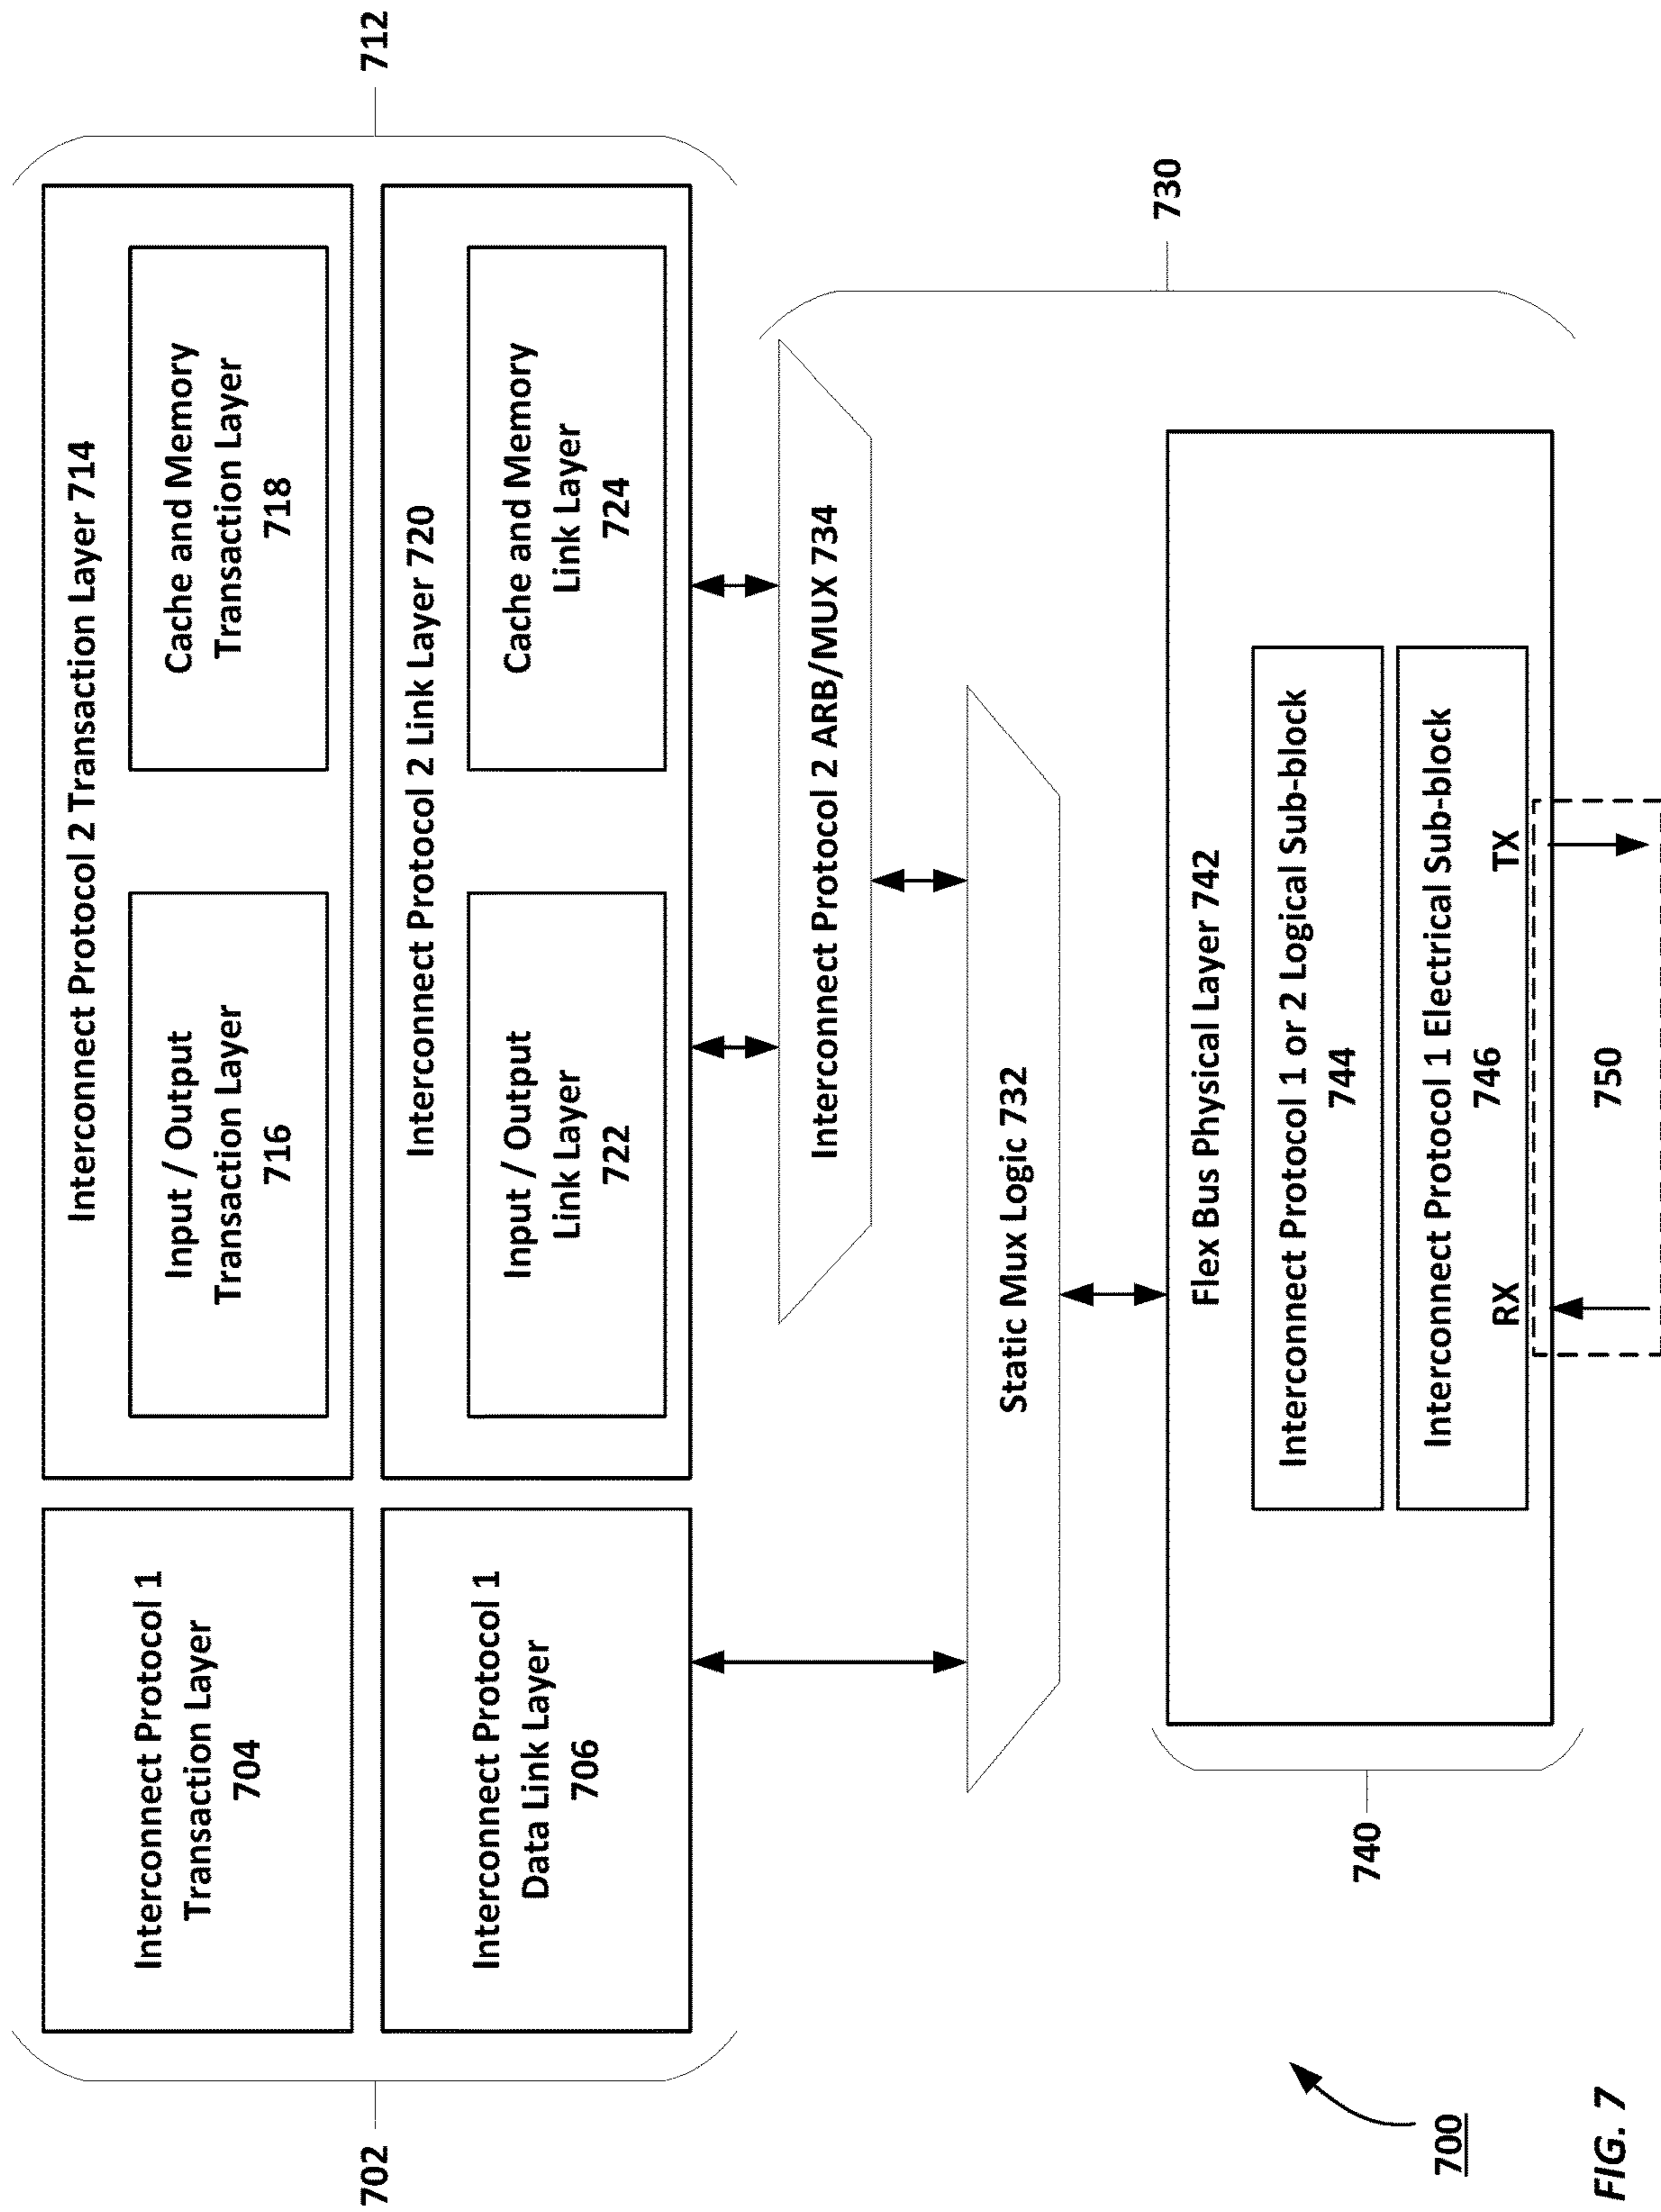 712
Interconnect Protocol 1
Transaction Layer
704
Interconnect Protocol 2 Transaction Layer 714
Input / Output
Transaction Layer
716
Cache and Memory
Transaction Layer
718
702
Interconnect Protocol 1
Data Link Layer
706
Interconnect Protocol 2 Link Layer 720
Input / Output
Link Layer
722
Cache and Memory
Link Layer
724
Interconnect Protocol 2 ARB/MUX 734
Static Mux Logic 732
730
740
Flex Bus Physical Layer 742
Interconnect Protocol 1 or 2 Logical Sub-block
744
Interconnect Protocol 1 Electrical Sub-block
746
RX
TX
750
700
FIG. 7